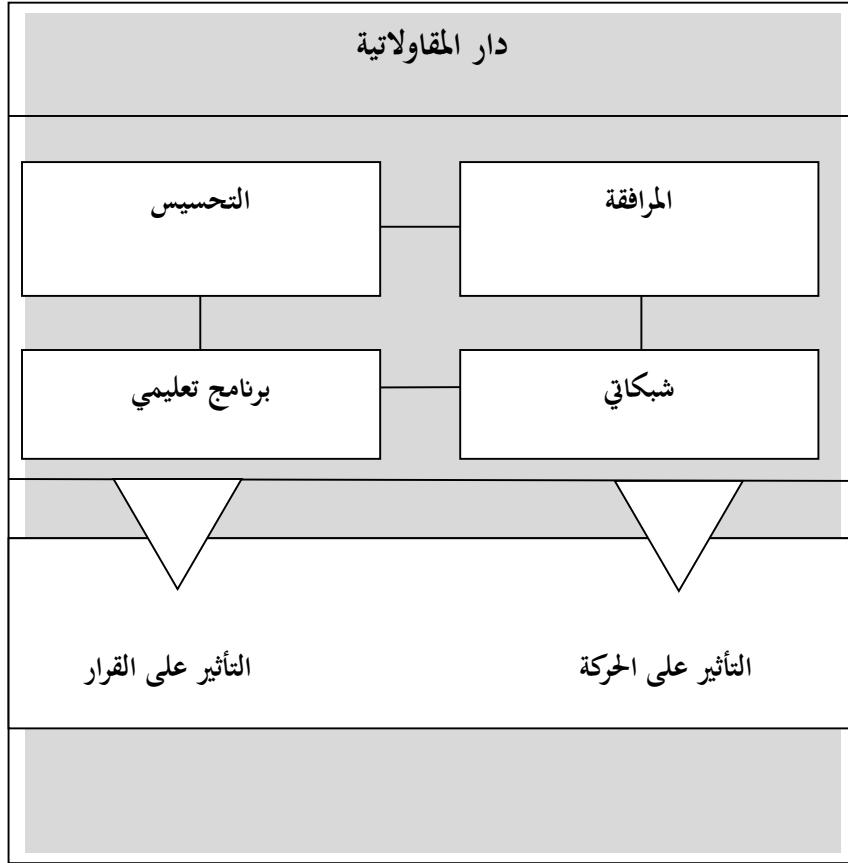 دار المقاولاتية
المرافقة
التحسيس
شبكاتي
برنامج تعليمي
التأثير على الحركة
التأثير على القرار